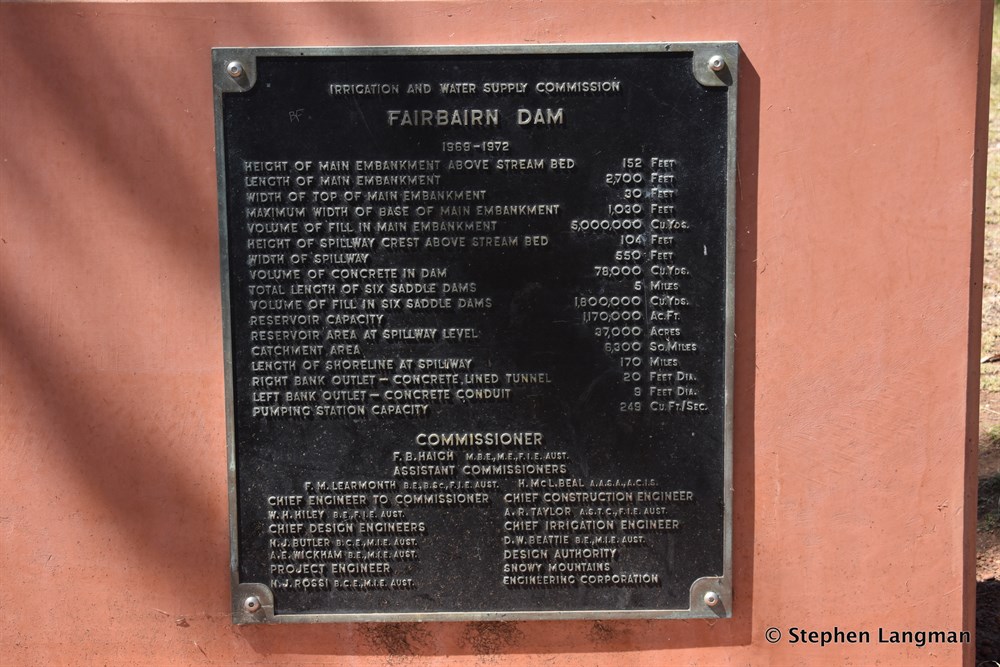 IRRIGATION AND WATER SUPPLY COMMISSION
FAIRBAIRN DAM
1969-1972
HEIGHT OF MAIN EMBANKMENT ABOVE STREAM BED 152 FEET
LENGTH OF MAIN EMBANKMENT 2,700 FEET
WIDTH OF TOP OF MAIN EMBANKMENT 30 FEET
MAXIMUM WIDTH OF BASE OF MAIN EMBANKMENT 1,030 FEET
VOLUME OF FILL IN MAIN EMBANKMENT 5,000,000 CU.YDS.
HEIGHT OF SPILLWAY CREST ABOVE STREAM BED 104 FEET
WIDTH OF SPILLWAY 550 FEET
VOLUME OF CONCRETE IN DAM 78,000 CU.YDS.
TOTAL LENGTH OF SIX SADDLE DAMS 5 MILES
VOLUME OF FILL IN SIX SADDLE DAMS 1,800,000 CU.YDS.
RESERVOIR CAPACITY 1,170,000 AC.FT.
RESERVOIR AREA AT SPILLWAY LEVEL 37,000 ACRES
CATCHMENT AREA 6,300 SQ.MILES
LENGTH OF SHORELINE AT SPILLWAY 170 MILES
RIGHT BANK OUTLET - CONCRETE LINED TUNNEL 20 FEET DIA.
LEFT BANK OUTLET - CONCRETE CONDUIT 9 FEET DIA.
PUMPING STATION CAPACITY 249 CU.FT/SEC.
COMMISSIONER
F.B.HAIGH M.B.E., M.E., F.I.E. AUST.
ASSISTANT COMMISSIONERS
F.M.LEARMONTH B.E., B.SC., F.I.E. AUST. H.MCL.BEAL A.A.S.A., A.C.I.S.
CHIEF ENGINEER TO COMMISSIONER CHIEF CONSTRUCTION ENGINEER
W.H.HILEY B.E., F.I.E. AUST. A.R.TAYLOR A.S.T.C., F.I.E. AUST.
CHIEF DESIGN ENGINEERS CHIEF IRRIGATION ENGINEER
N.J.BUTLER B.C.E., M.I.E. AUST. D.W.BEATTIE B.E., M.I.E. AUST.
A.E.WICKHAM B.E., M.I.E. AUST. DESIGN AUTHORITY
PROJECT ENGINEER SNOWY MOUNTAINS
N.J.ROSSI B.C.E., M.I.E. AUST. ENGINEERING CORPORATION
© Stephen Langman